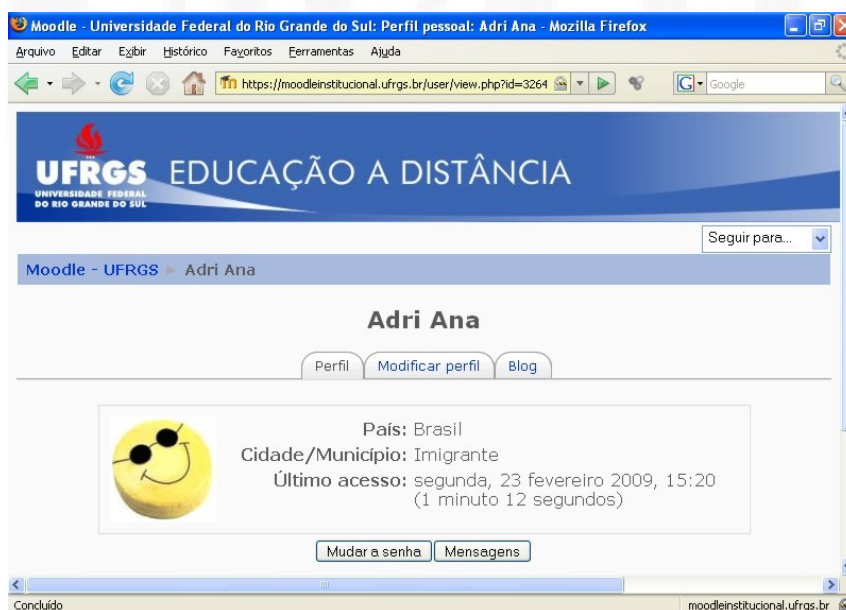 Moodle - Universidade Federal do Rio Grande do Sul: Perfil pessoal: Adri Ana - Mozilla Firefox
Arquivo Editar Exibir Histórico Favoritos Ferramentas Ajuda
https://moodleinstitucional.ufrgs.br/user/view.php?id=3264
G Google
UFRGS
UNIVERSIDADE FEDERAL
DO RIO GRANDE DO SUL
EDUCAÇÃO A DISTÂNCIA
Seguir para...
Moodle - UFRGS ► Adri Ana
Adri Ana
Perfil Modificar perfil Blog
País: Brasil
Cidade/Município: Imigrante
Último acesso: segunda, 23 fevereiro 2009, 15:20
(1 minuto 12 segundos)
Mudar a senha Mensagens
Concluído moodleinstitucional.ufrgs.br